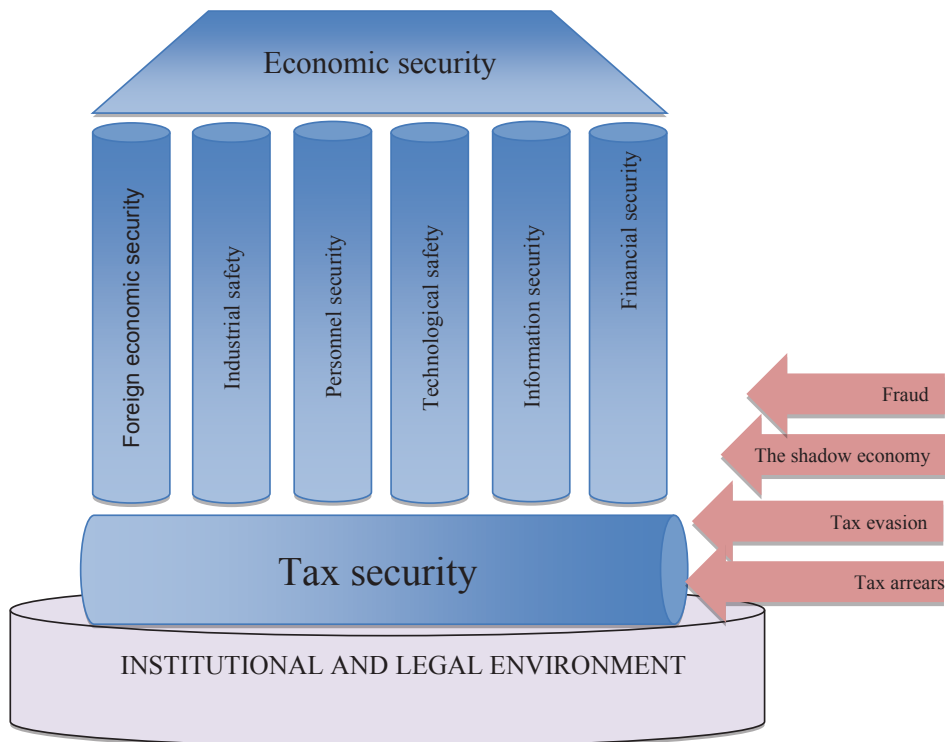 Economic security
Foreign economic security
Industrial safety
Personnel security
Technological safety
Information security
Financial security
Fraud
The shadow economy
Tax evasion
Tax arrears
Tax security
INSTITUTIONAL AND LEGAL ENVIRONMENT